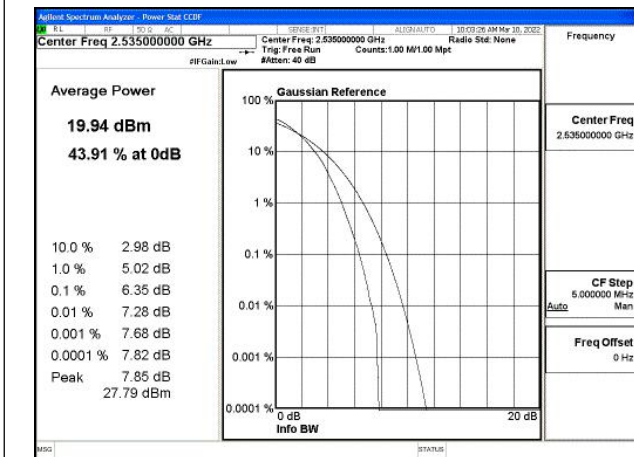 Agilent Spectrum Analyzer - Power Stat CCDF
RL RF 50 Ω AC SENSE:INT ALIGN AUTO 10:03:26 AM Mar 10, 2022
Center Freq 2.535000000 GHz
Center Freq: 2.535000000 GHz Radio Std: None
Trig: Free Run Counts:1.00 M/1.00 Mpt
#IFGain:Low #Atten: 40 dB
Frequency
Average Power
19.94 dBm
43.91 % at 0dB
10.0 % 2.98 dB
1.0 % 5.02 dB
0.1 % 6.35 dB
0.01 % 7.28 dB
0.001 % 7.68 dB
0.0001 % 7.82 dB
Peak 7.85 dB
27.79 dBm
Gaussian Reference
100 %
10 %
1 %
0.1 %
0.01 %
0.001 %
0.0001 %
0 dB 20 dB
Info BW
Center Freq
2.535000000 GHz
CF Step
5.000000 MHz
Auto Man
Freq Offset
0 Hz
MSG STATUS